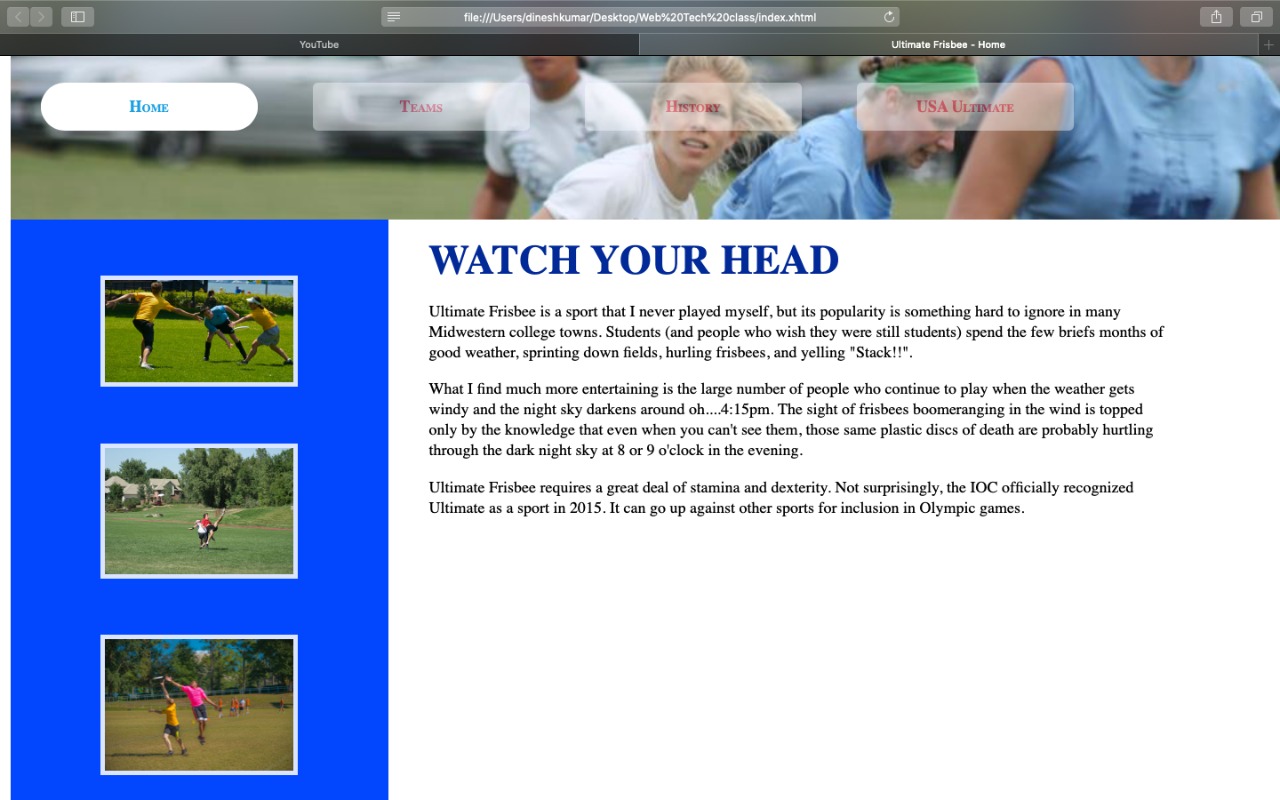 file:///Users/dineshkumar/Desktop/Web%20Tech%20class/index.xhtml
YouTube
Ultimate Frisbee - Home
Home
Teams
History
USA Ultimate
WATCH YOUR HEAD
Ultimate Frisbee is a sport that I never played myself, but its popularity is something hard to ignore in many
Midwestern college towns. Students (and people who wish they were still students) spend the few briefs months of
good weather, sprinting down fields, hurling frisbees, and yelling "Stack!!".
What I find much more entertaining is the large number of people who continue to play when the weather gets
windy and the night sky darkens around oh....4:15pm. The sight of frisbees boomeranging in the wind is topped
only by the knowledge that even when you can't see them, those same plastic discs of death are probably hurtling
through the dark night sky at 8 or 9 o'clock in the evening.
Ultimate Frisbee requires a great deal of stamina and dexterity. Not surprisingly, the IOC officially recognized
Ultimate as a sport in 2015. It can go up against other sports for inclusion in Olympic games.